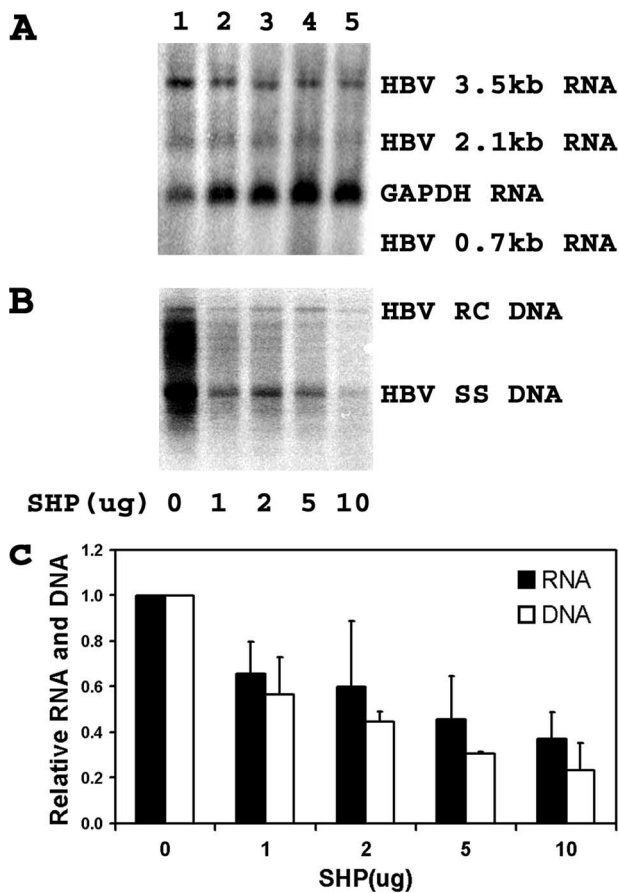 A
1 2 3 4 5
HBV 3.5kb RNA
HBV 2.1kb RNA
GAPDH RNA
HBV 0.7kb RNA
B
HBV RC DNA
HBV SS DNA
SHP(ug) 0 1 2 5 10
C
Relative RNA and DNA
1.2
1.0
0.8
0.6
0.4
0.2
0.0
RNA
DNA
0 1 2 5 10
SHP(ug)